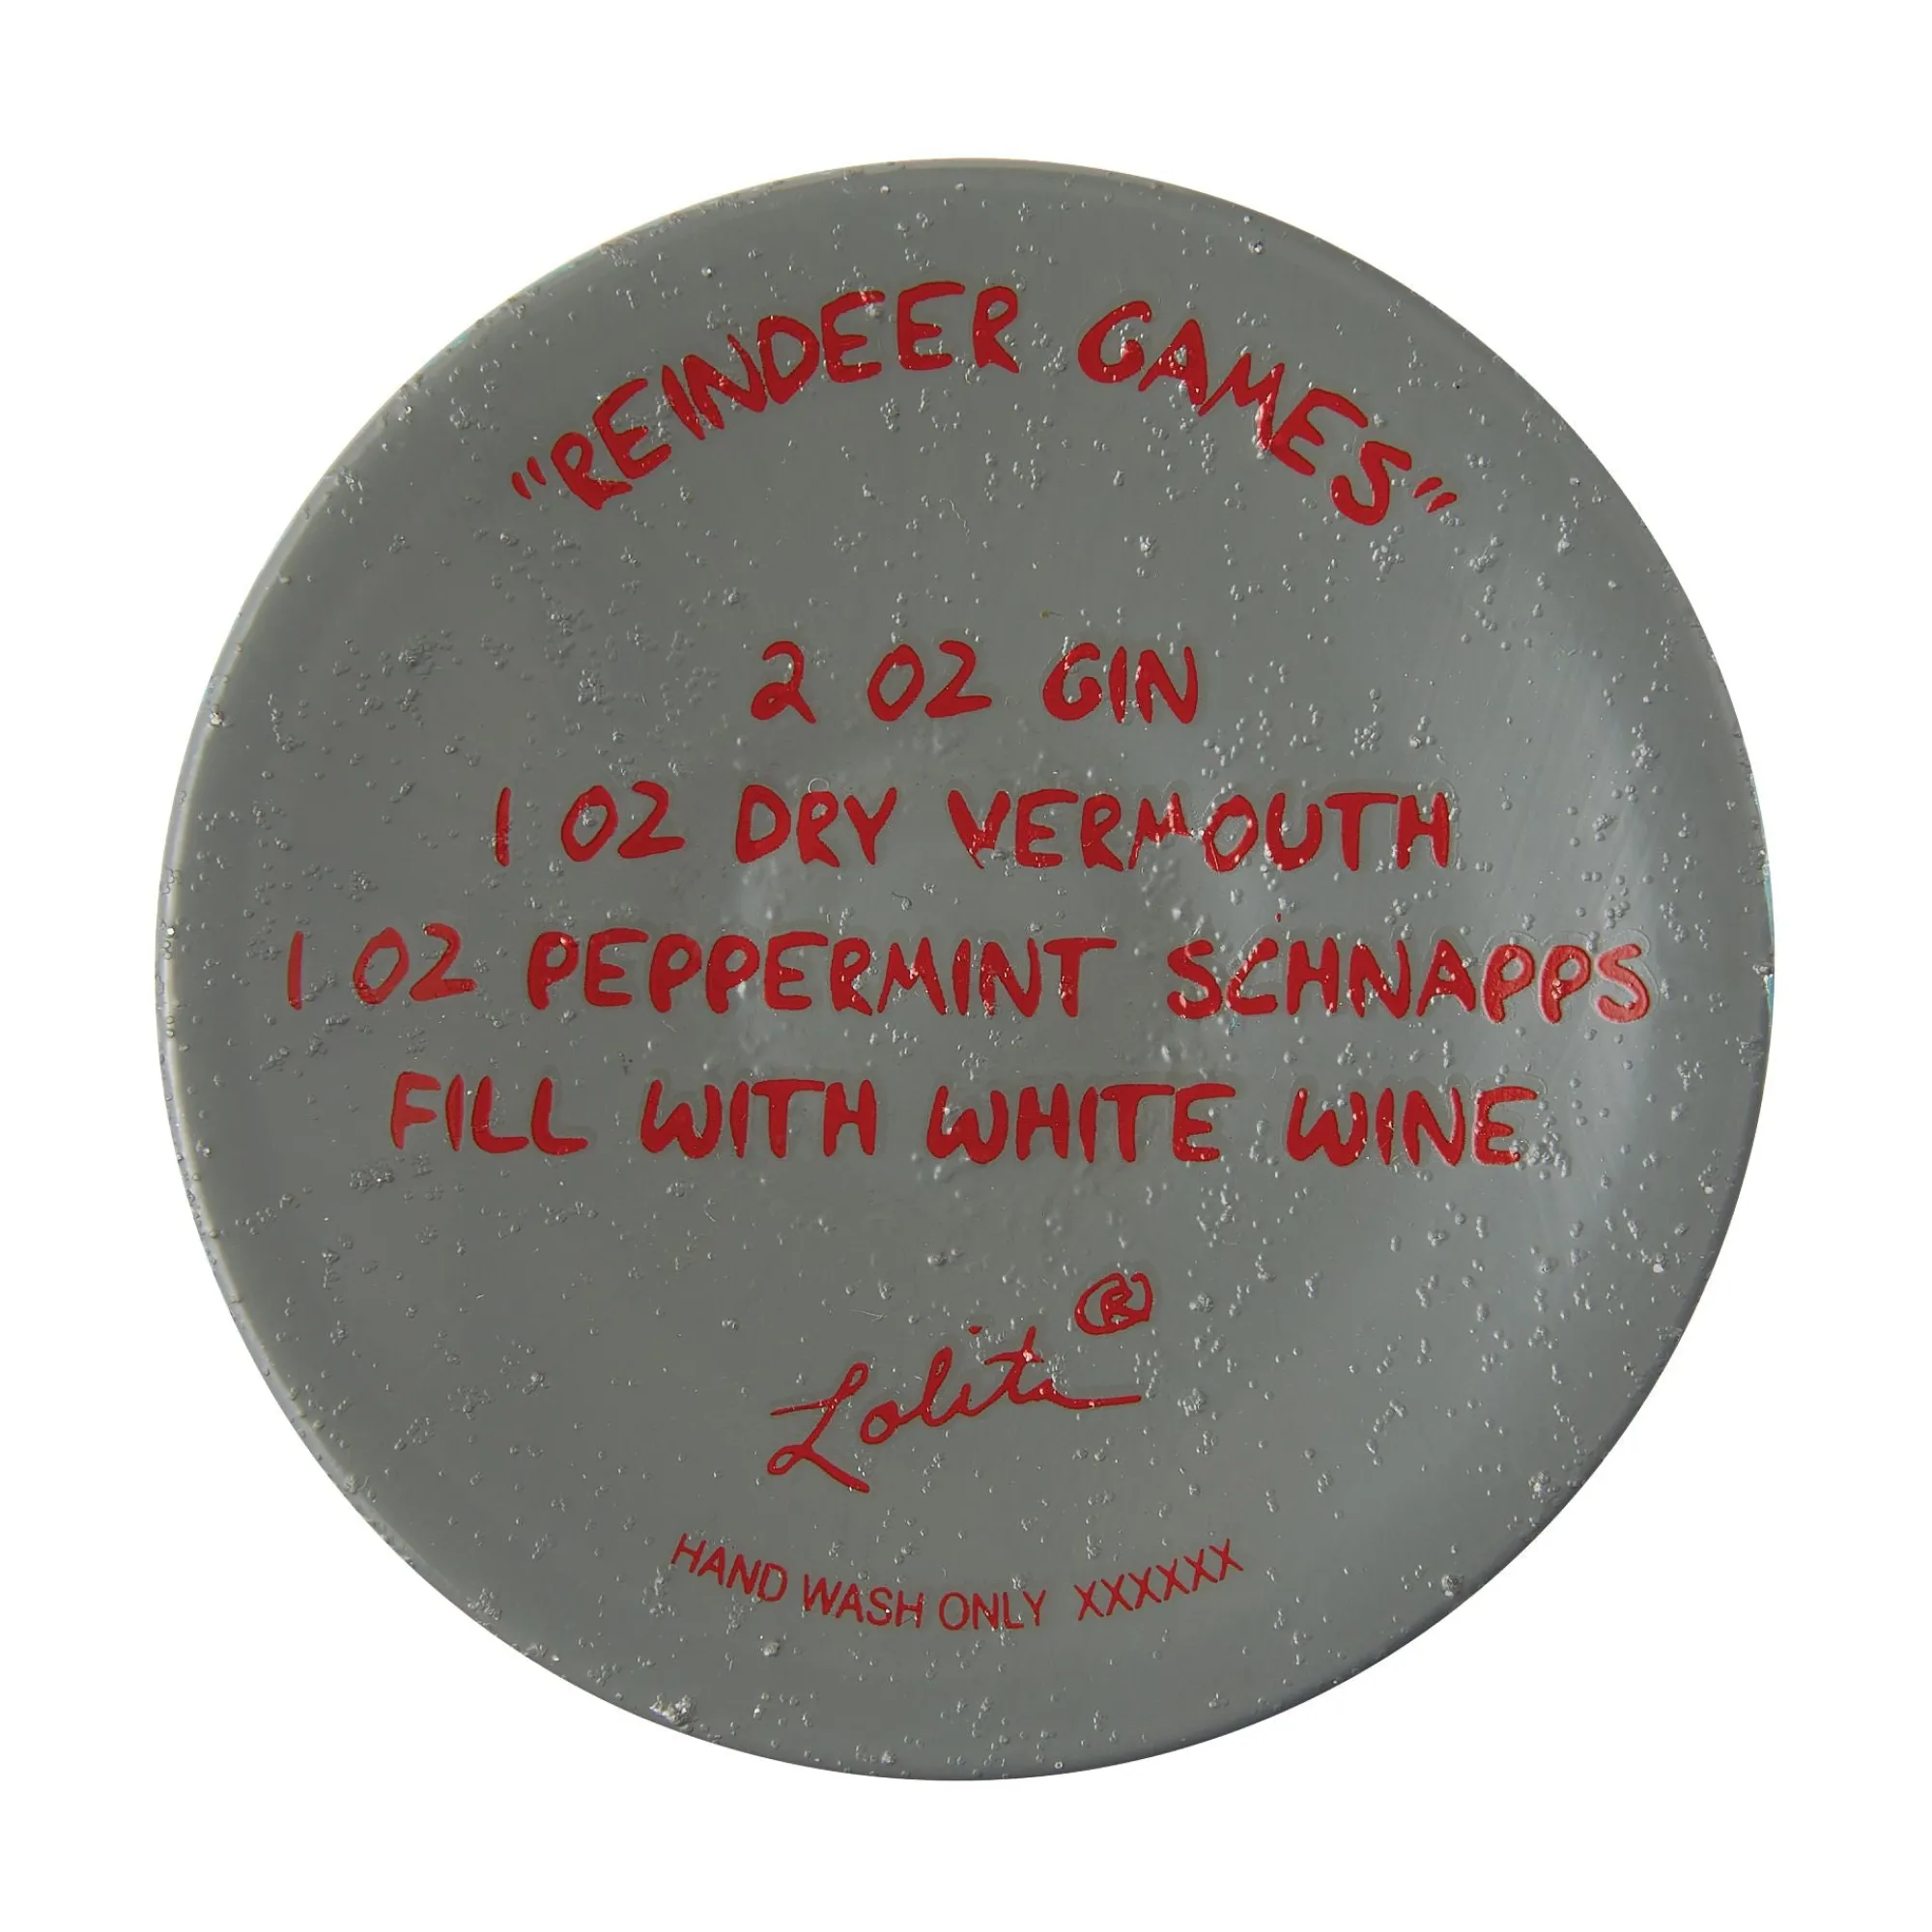 "REINDEER GAMES"
2 OZ GIN
1 OZ DRY VERMOUTH
1 OZ PEPPERMINT SCHNAPPS
FILL WITH WHITE WINE
Lolita®
HAND WASH ONLY XXXXXX